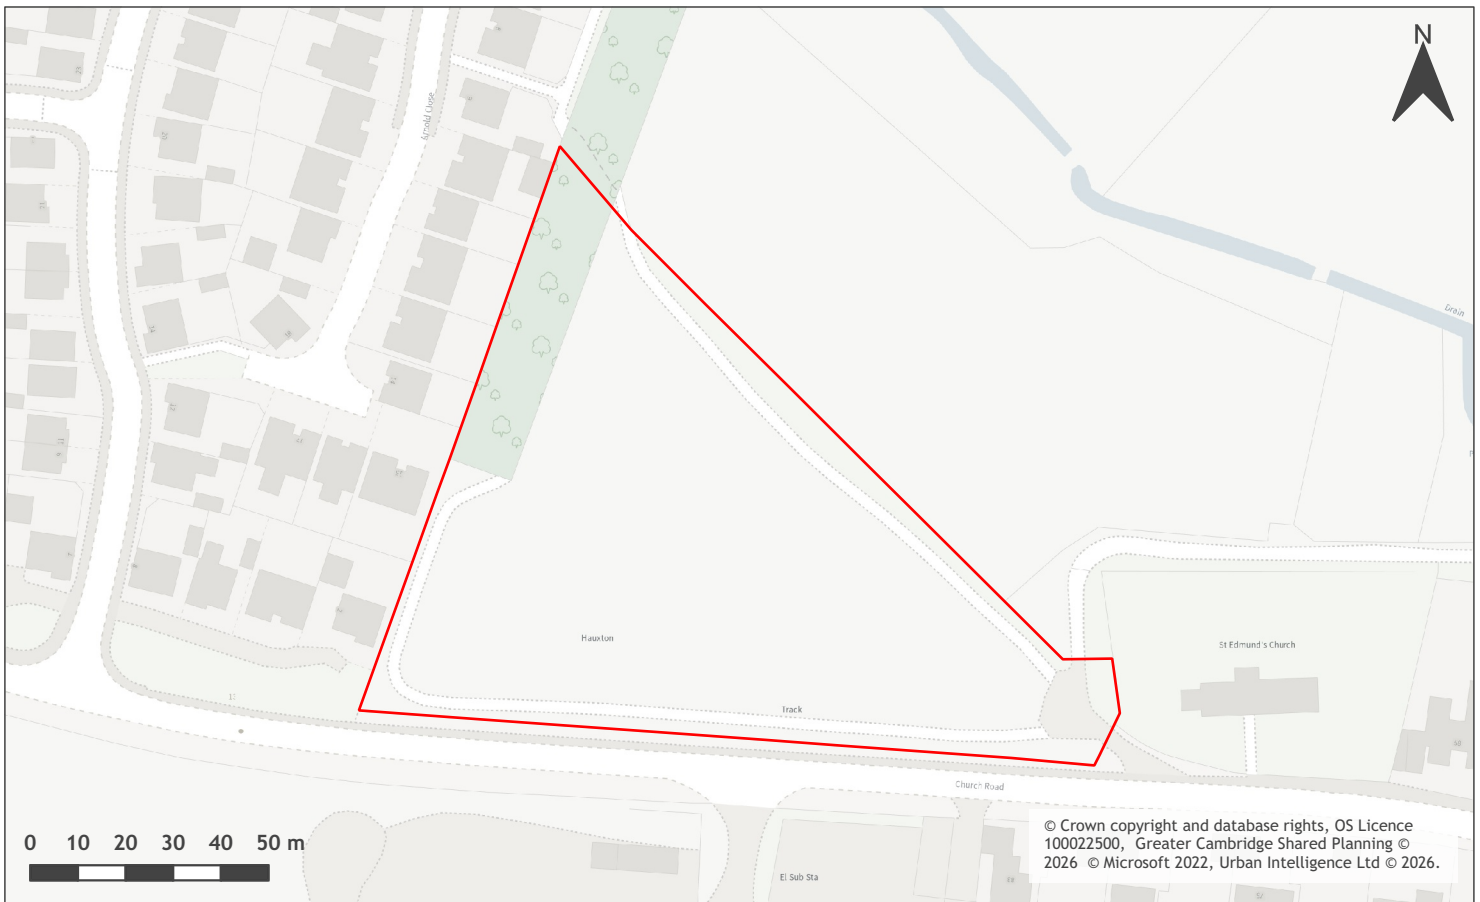 N
Arnold Close
Drain
Hauxton
St Edmund's Church
Track
11
Church Road
0 10 20 30 40 50 m
El Sub Sta
© Crown copyright and database rights, OS Licence
100022500, Greater Cambridge Shared Planning ©
2026 © Microsoft 2022, Urban Intelligence Ltd © 2026.